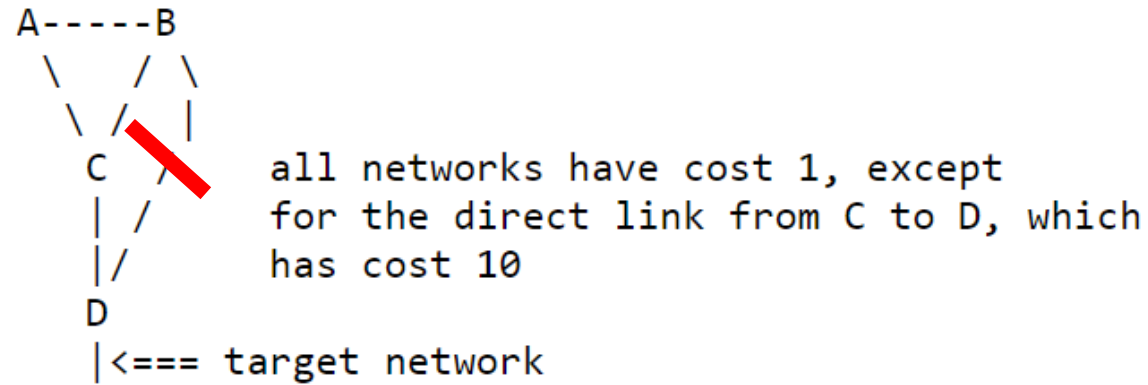 A-----B
\ / \
\ / |
C / all networks have cost 1, except
| / for the direct link from C to D, which
|/ has cost 10
D
|<=== target network